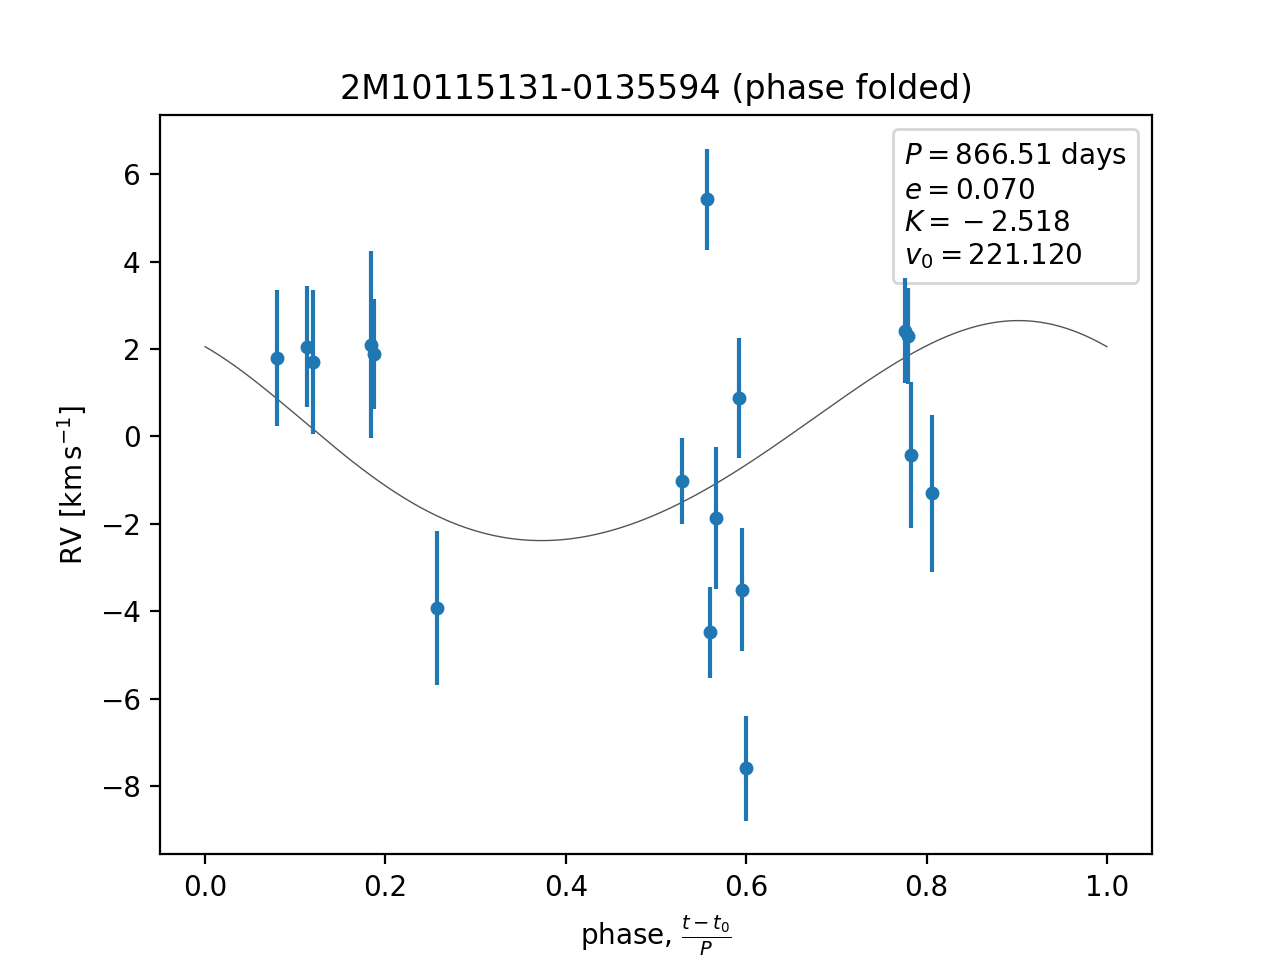 2M10115131-0135594 (phase folded)
P = 866.51 days
e = 0.070
K = −2.518
v₀ = 221.120
RV [km s⁻¹]
6
4
2
0
−2
−4
−6
−8
0.0 0.2 0.4 0.6 0.8 1.0
phase, (t − t₀)/P